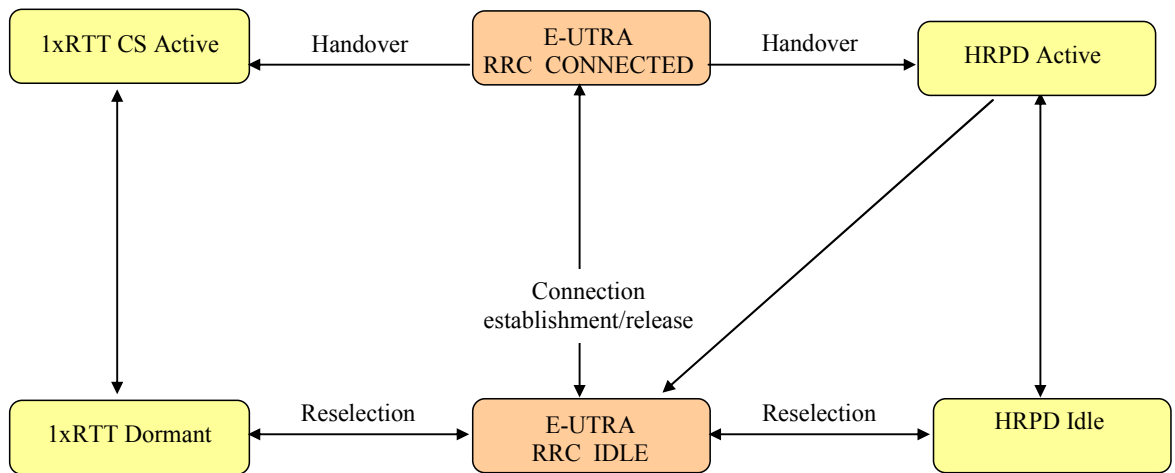 1xRTT CS Active
Handover
E-UTRA
RRC CONNECTED
Handover
HRPD Active
Connection
establishment/release
1xRTT Dormant
Reselection
E-UTRA
RRC IDLE
Reselection
HRPD Idle